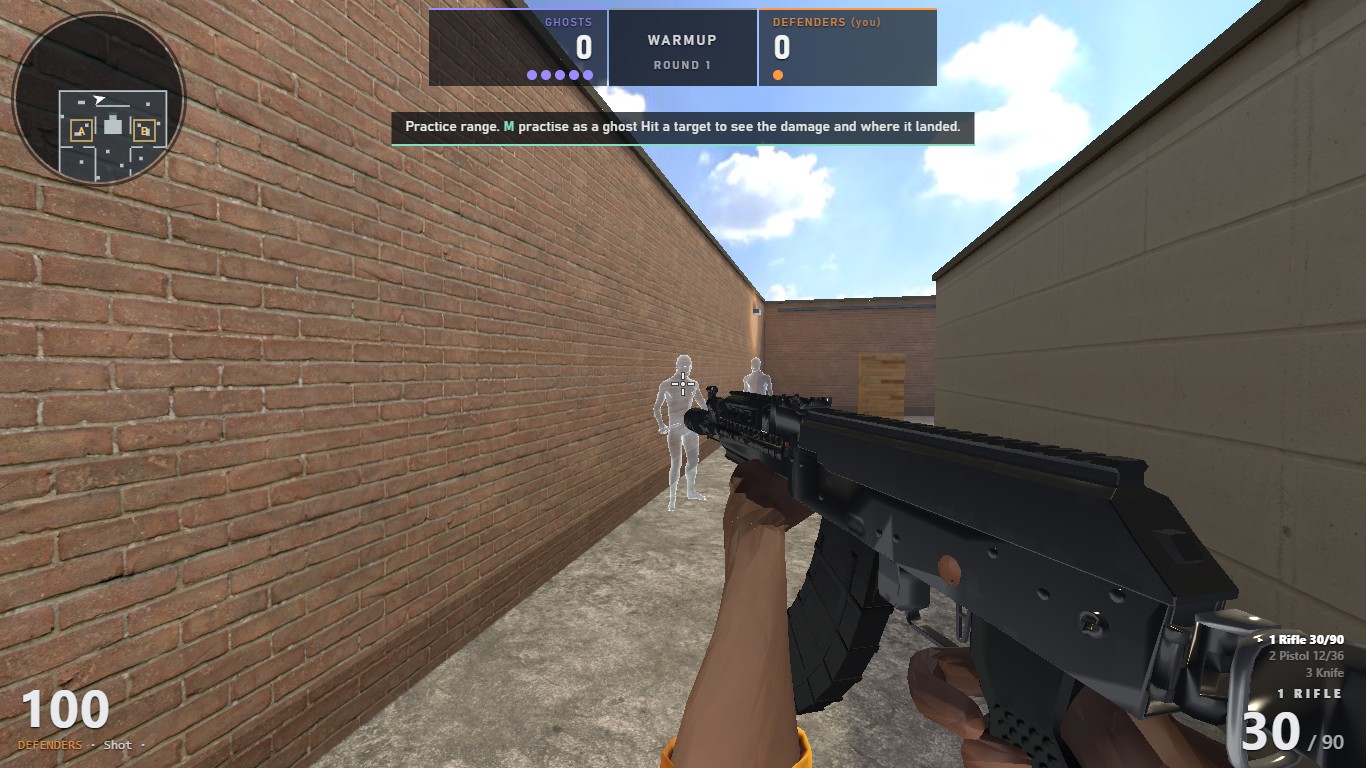 GHOSTS
0
WARMUP
ROUND 1
DEFENDERS (you)
0
Practice range. M practise as a ghost Hit a target to see the damage and where it landed.
A
B
1 Rifle 30/90
2 Pistol 12/36
3 Knife
1 RIFLE
30 / 90
100
DEFENDERS · Shot ·